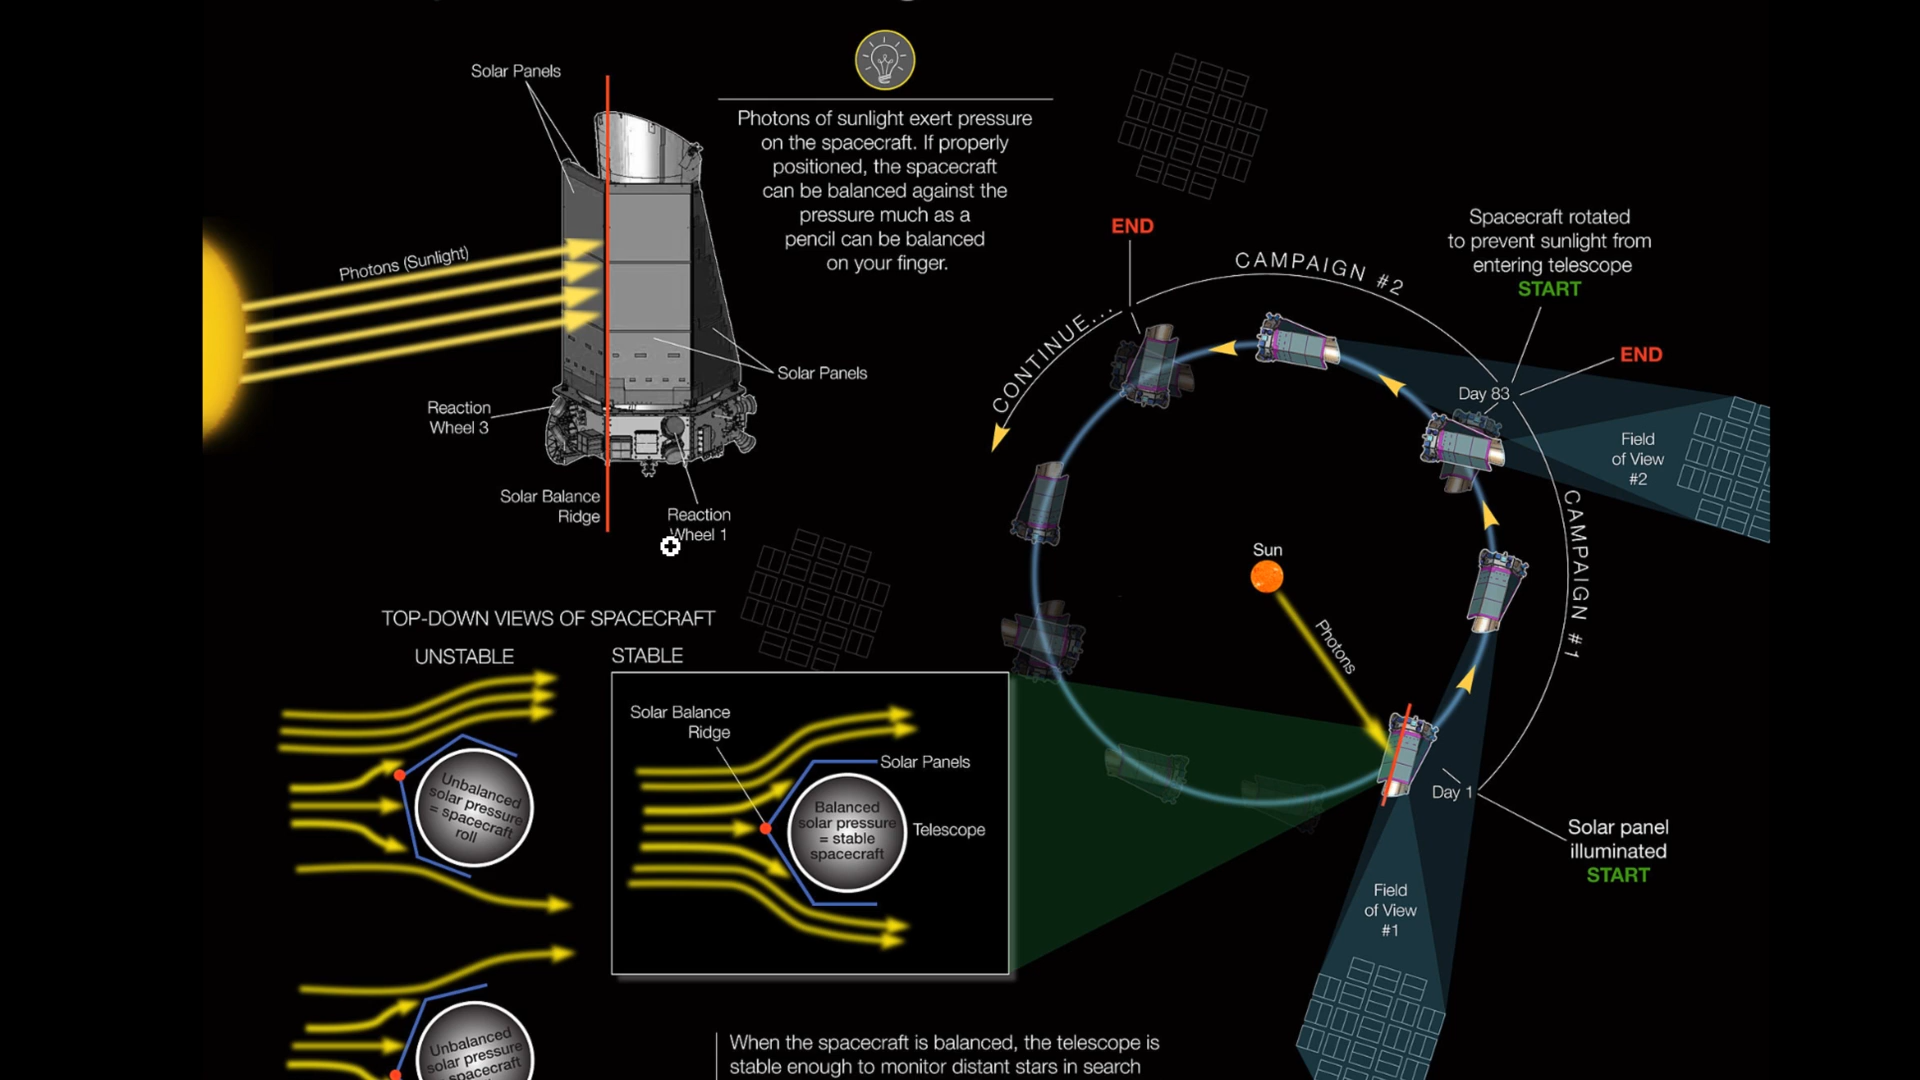 Solar Panels
Photons of sunlight exert pressure
on the spacecraft. If properly
positioned, the spacecraft
can be balanced against the
pressure much as a
pencil can be balanced
on your finger.
Photons (Sunlight)
Solar Panels
Reaction
Wheel 3
Solar Balance
Ridge
Reaction
Wheel 1
END
CAMPAIGN #2
CONTINUE...
Spacecraft rotated
to prevent sunlight from
entering telescope
START
END
Day 83
Field
of View
#2
CAMPAIGN #1
Sun
Photons
Day 1
Solar panel
illuminated
START
Field
of View
#1
TOP-DOWN VIEWS OF SPACECRAFT
UNSTABLE
STABLE
Unbalanced
solar pressure
= spacecraft
roll
Solar Balance
Ridge
Solar Panels
Balanced
solar pressure
= stable
spacecraft
Telescope
Unbalanced
solar pressure
spacecraft
When the spacecraft is balanced, the telescope is
stable enough to monitor distant stars in search